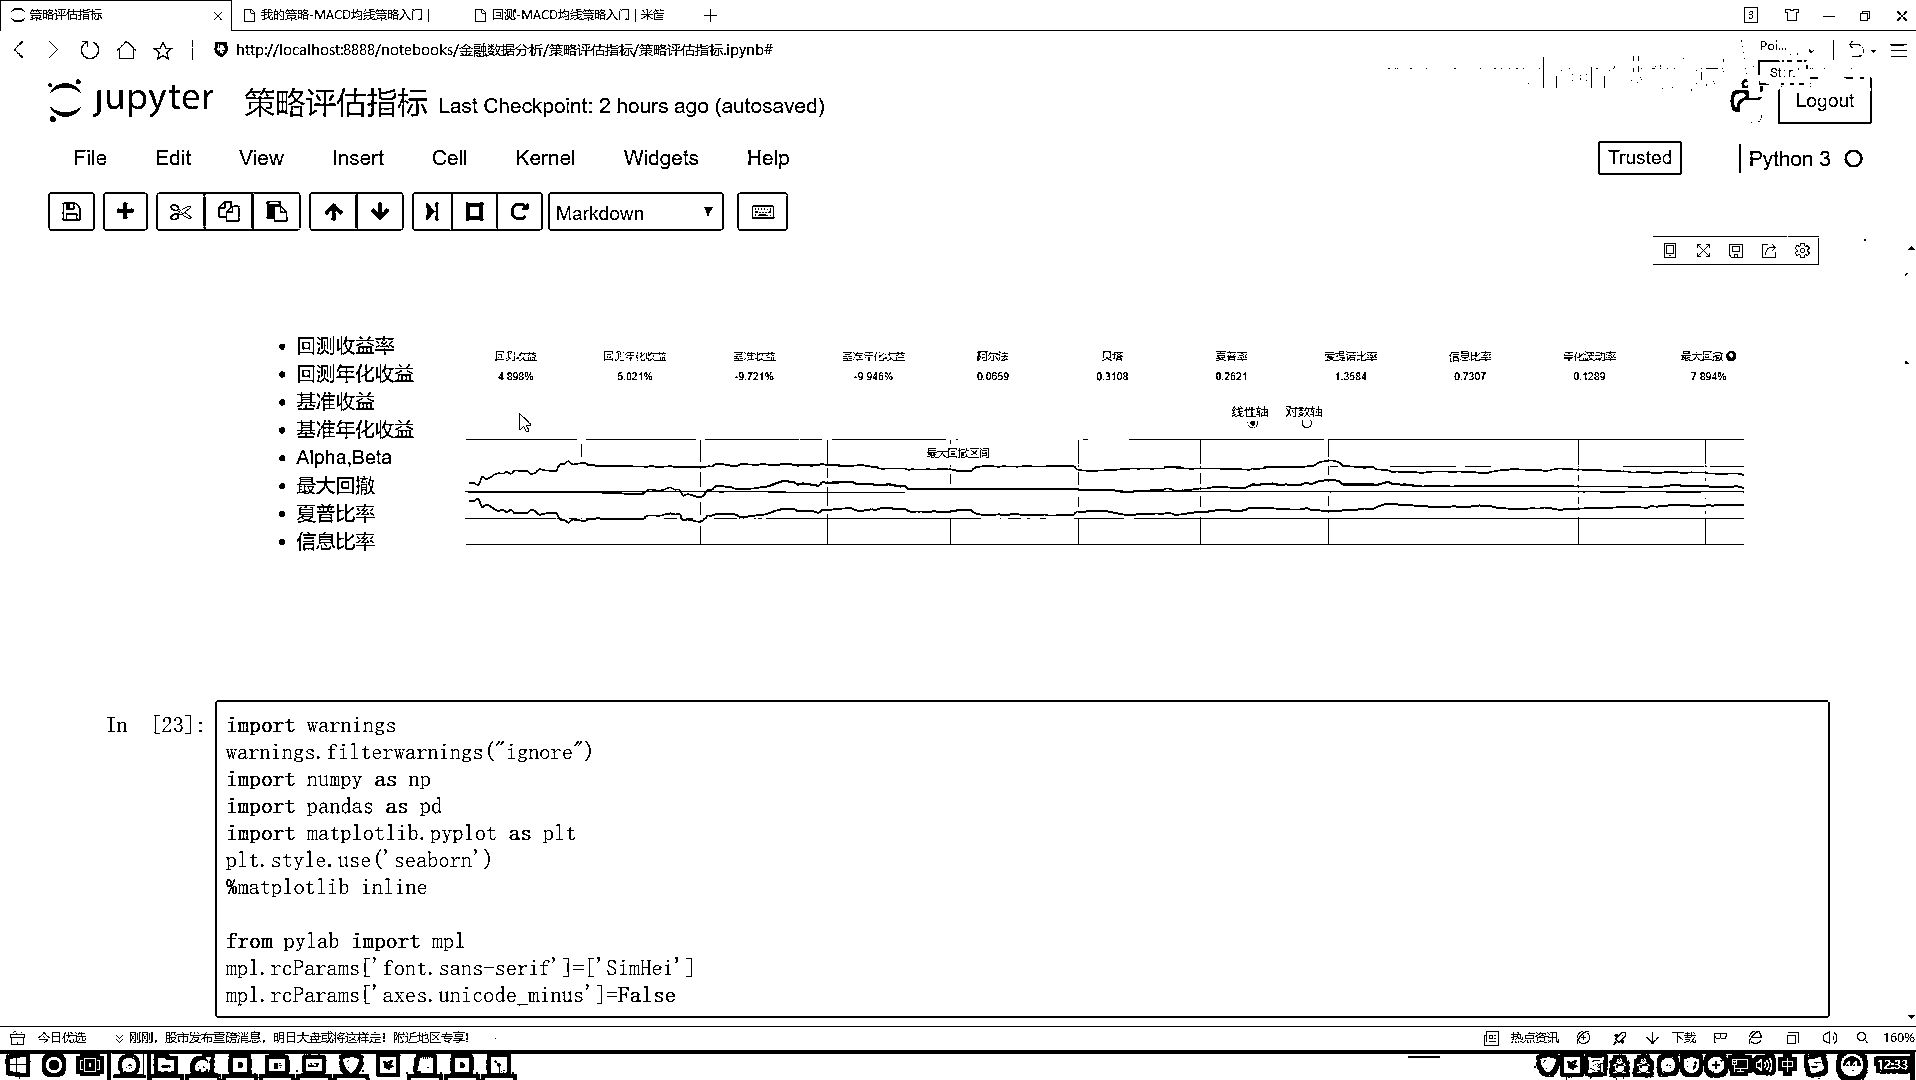 策略评估指标
我的策略-MACD均线策略入门 |
回测-MACD均线策略入门 | 米筐
http://localhost:8888/notebooks/金融数据分析/策略评估指标/策略评估指标.ipynb#
Poi...
jupyter 策略评估指标 Last Checkpoint: 2 hours ago (autosaved)
Logout
File Edit View Insert Cell Kernel Widgets Help
Trusted Python 3
Markdown
回测收益率
回测年化收益
基准收益
基准年化收益
Alpha,Beta
最大回撤
夏普比率
信息比率
回测收益 回测年化收益 基准收益 基准年化收益 阿尔法 贝塔 夏普率 信息比率 年化波动率 最大回撤
4.898% 5.021% -9.721% -9.946% 0.0659 0.3108 0.2621 1.3584 0.7307 0.1289 7.894%
线性轴 对数轴
最大回撤区间
In [23]:
import warnings
warnings.filterwarnings("ignore")
import numpy as np
import pandas as pd
import matplotlib.pyplot as plt
plt.style.use('seaborn')
%matplotlib inline
from pylab import mpl
mpl.rcParams['font.sans-serif']=['SimHei']
mpl.rcParams['axes.unicode_minus']=False
今日优选 刚刚，股市发布重磅消息，明日大盘或将这样走！附近地区专享！
热点资讯 下载 160%
中 12:33